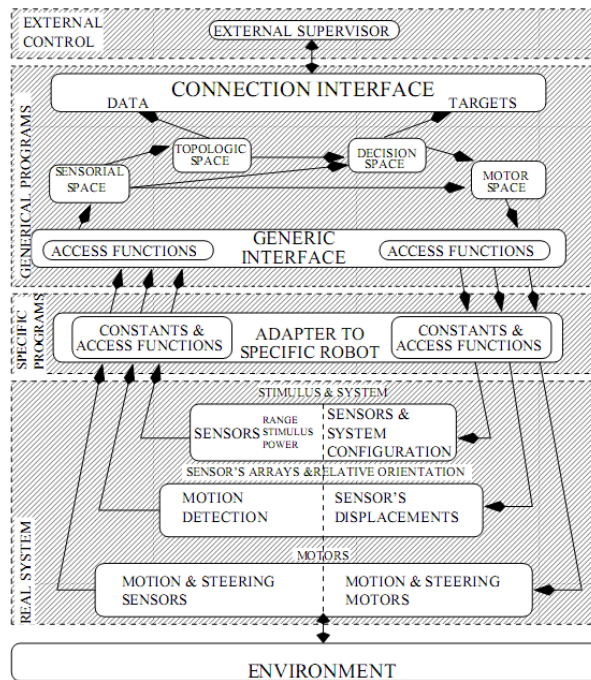 EXTERNAL
CONTROL
EXTERNAL SUPERVISOR
GENERICAL PROGRAMS
CONNECTION INTERFACE
DATA
TARGETS
TOPOLOGIC
SPACE
DECISION
SPACE
SENSORIAL
SPACE
MOTOR
SPACE
GENERIC
INTERFACE
ACCESS FUNCTIONS
ACCESS FUNCTIONS
SPECIFIC
PROGRAMS
CONSTANTS &
ACCESS FUNCTIONS
ADAPTER TO
SPECIFIC ROBOT
CONSTANTS &
ACCESS FUNCTIONS
REAL SYSTEM
STIMULUS & SYSTEM
SENSORS
RANGE
STIMULUS
POWER
SENSORS &
SYSTEM
CONFIGURATION
SENSOR'S ARRAYS &RELATIVE ORIENTATION
MOTION
DETECTION
SENSOR'S
DISPLACEMENTS
MOTORS
MOTION & STEERING
SENSORS
MOTION & STEERING
MOTORS
ENVIRONMENT